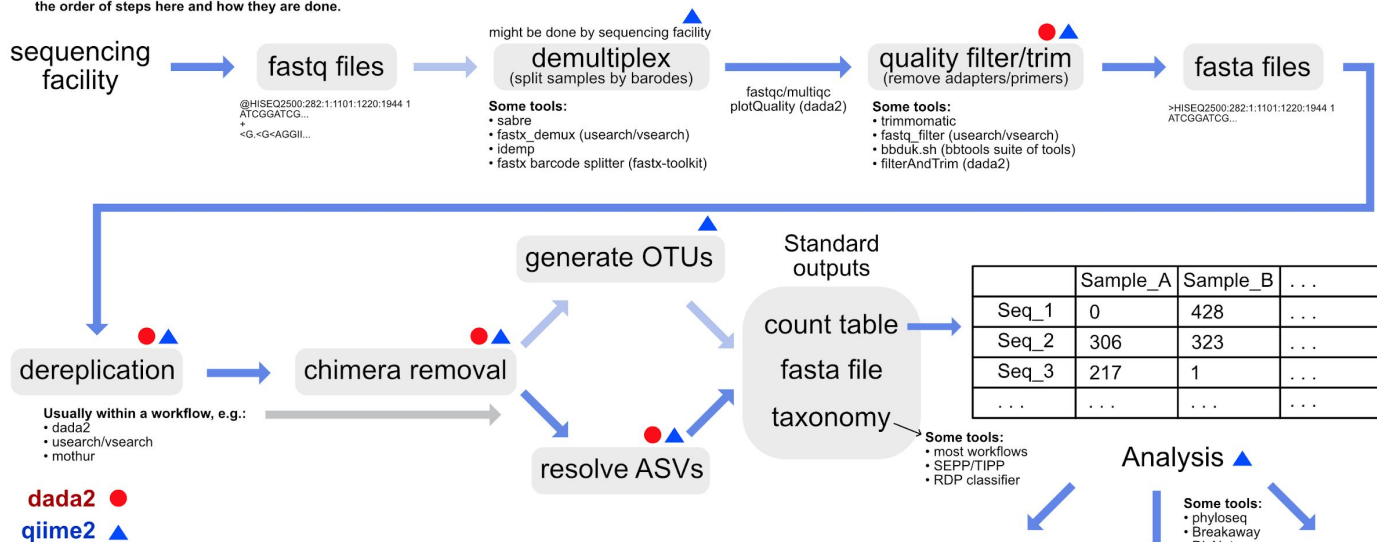 the order of steps here and how they are done.
sequencing
facility
fastq files
@HISEQ2500:282:1:1101:1220:1944 1
ATCGGATCG...
+
<G.<G<AGGII...
might be done by sequencing facility
demultiplex
(split samples by barodes)
Some tools:
• sabre
• fastx_demux (usearch/vsearch)
• idemp
• fastx barcode splitter (fastx-toolkit)
fastqc/multiqc
plotQuality (dada2)
quality filter/trim
(remove adapters/primers)
Some tools:
• trimmomatic
• fastq_filter (usearch/vsearch)
• bbduk.sh (bbtools suite of tools)
• filterAndTrim (dada2)
fasta files
>HISEQ2500:282:1:1101:1220:1944 1
ATCGGATCG...
dereplication
Usually within a workflow, e.g.:
• dada2
• usearch/vsearch
• mothur
chimera removal
generate OTUs
resolve ASVs
Standard
outputs
count table
fasta file
taxonomy
Some tools:
• most workflows
• SEPP/TIPP
• RDP classifier
Sample_A Sample_B . . .
Seq_1 0 428 . . .
Seq_2 306 323 . . .
Seq_3 217 1 . . .
. . . . . . . . . . . .
Analysis
Some tools:
• phyloseq
• Breakaway
dada2
qiime2